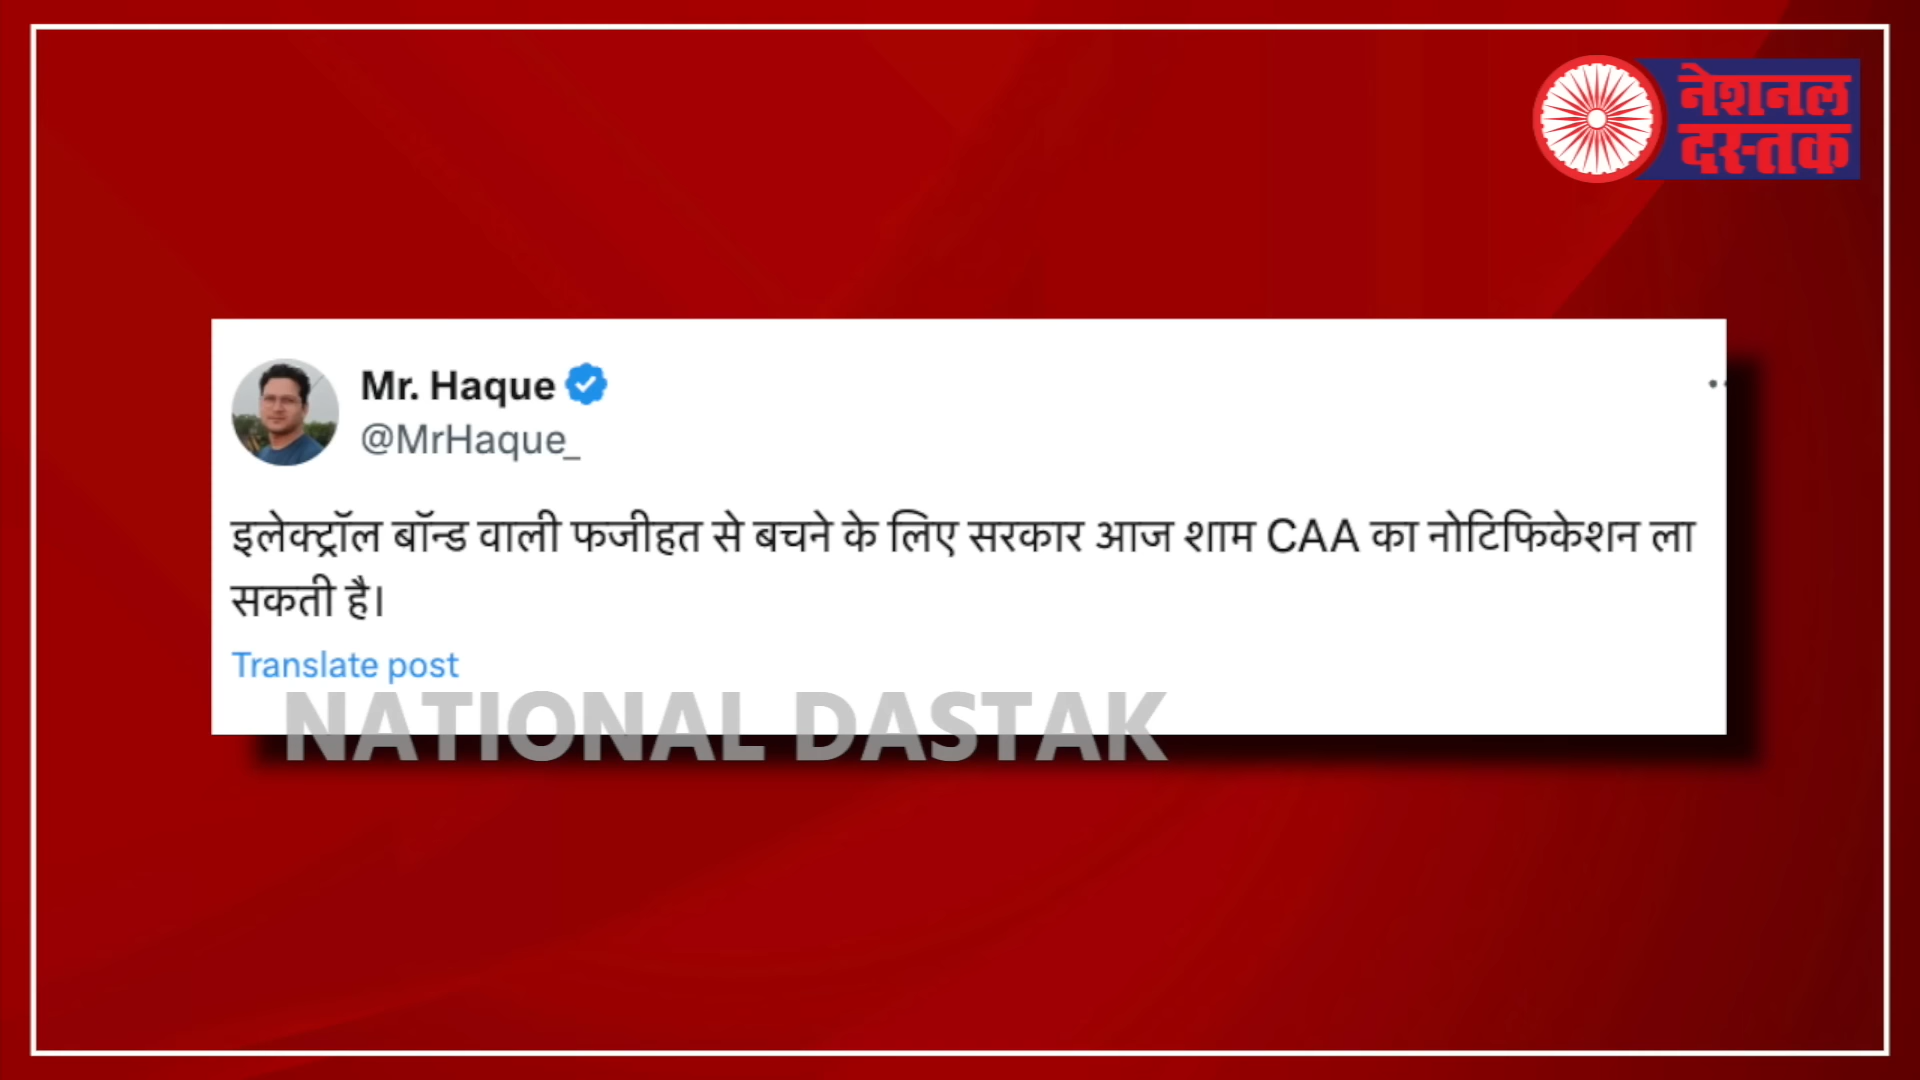 नेशनल
दस्तक
Mr. Haque
@MrHaque_
इलेक्ट्रॉल बॉन्ड वाली फजीहत से बचने के लिए सरकार आज शाम CAA का नोटिफिकेशन ला
सकती है।
Translate post
NATIONAL DASTAK